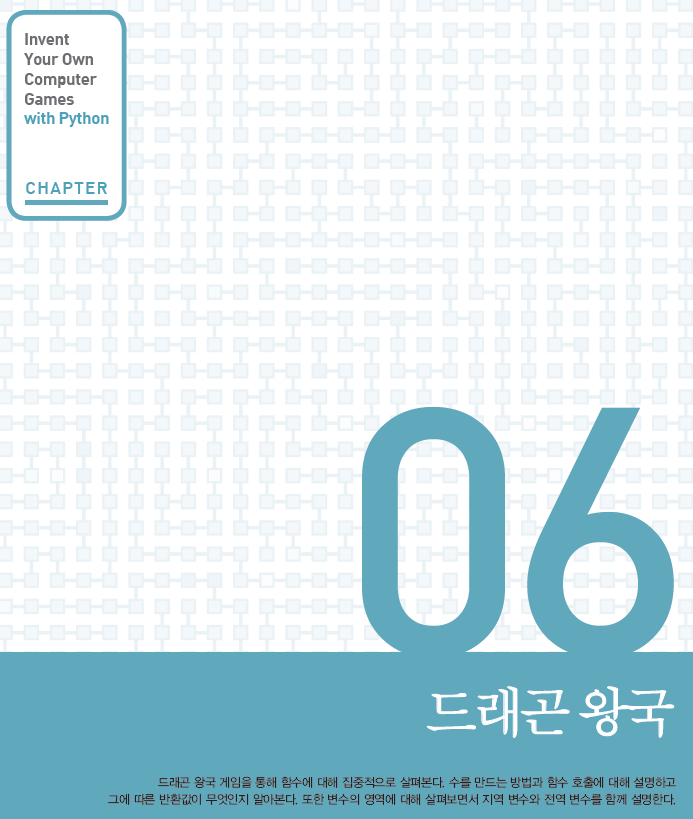 Invent
Your Own
Computer
Games
with Python
CHAPTER
06
드래곤 왕국
드래곤 왕국 게임을 통해 함수에 대해 집중적으로 살펴본다. 수를 만드는 방법과 함수 호출에 대해 설명하고
그에 따른 반환값이 무엇인지 알아본다. 또한 변수의 영역에 대해 살펴보면서 지역 변수와 전역 변수를 함께 설명한다.